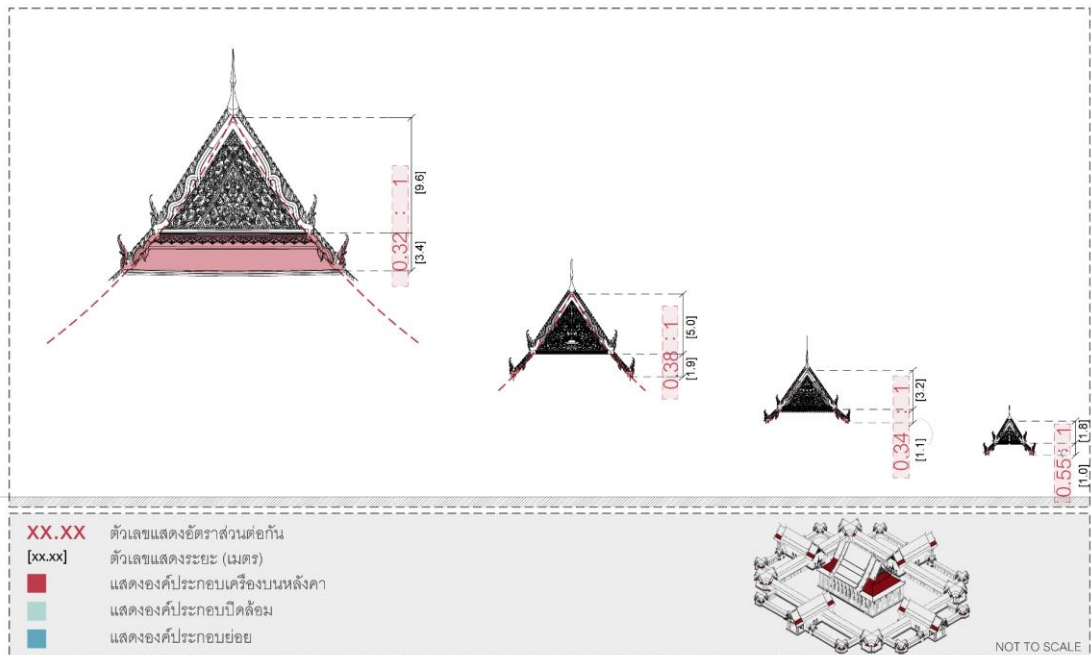 0.32 : 1
[9.6]
[3.4]
0.38 : 1
[5.0]
[1.9]
0.34 : 1
[3.2]
[1.1]
0.55 : 1
[1.8]
[1.0]
XX.XX ตัวเลขแสดงอัตราส่วนต่อกัน
[xx.xx] ตัวเลขแสดงระยะ (เมตร)
แสดงองค์ประกอบเครื่องบนหลังคา
แสดงองค์ประกอบปิดล้อม
แสดงองค์ประกอบย่อย
NOT TO SCALE